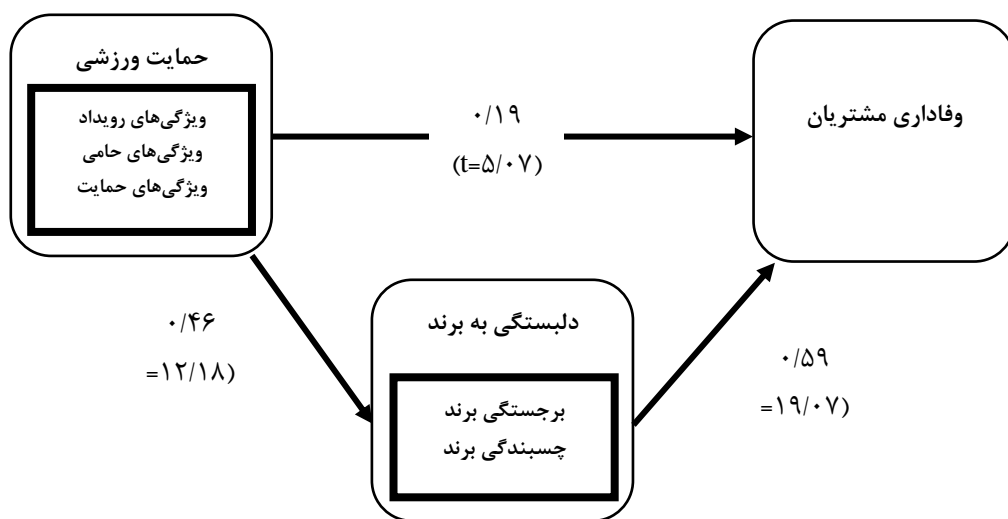 حمایت ورزشی
ویژگی‌های رویداد
ویژگی‌های حامی
ویژگی‌های حمایت
۰/۱۹
(t=۵/۰۷)
وفاداری مشتریان
۰/۴۶
=۱۲/۱۸)
دلبستگی به برند
برجستگی برند
چسبندگی برند
۰/۵۹
=۱۹/۰۷)